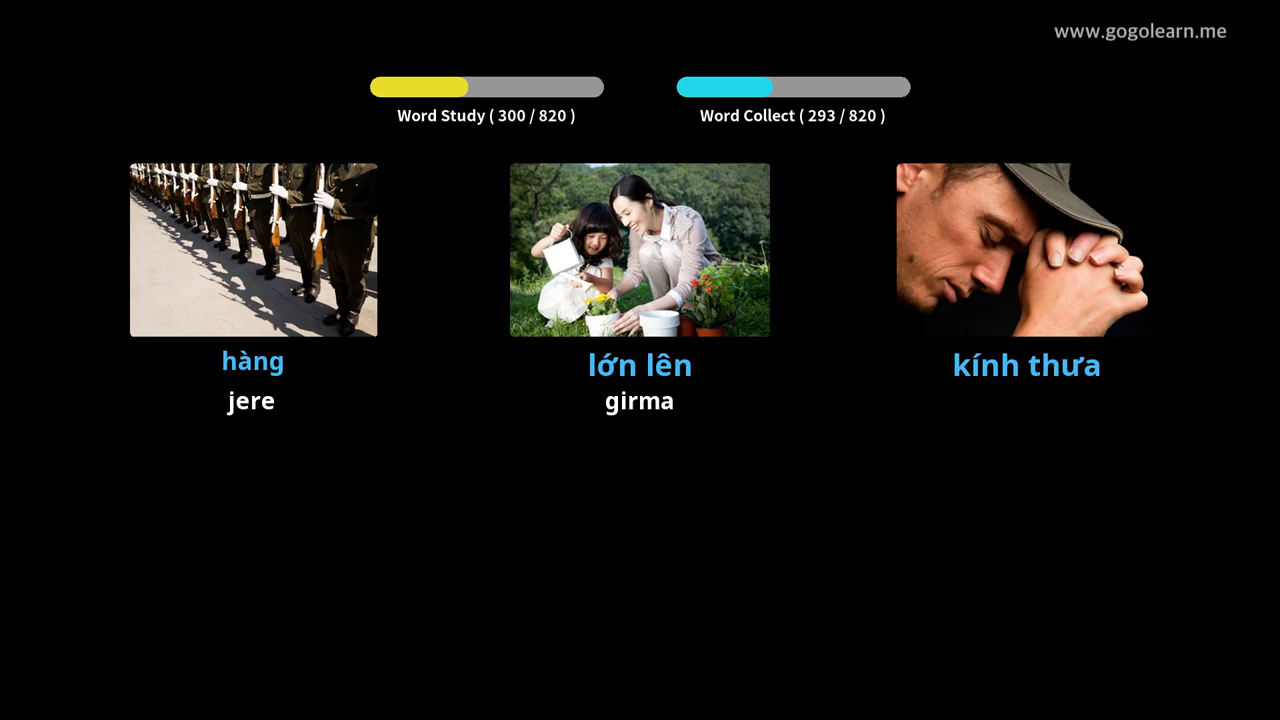 www.gogolearn.me
Word Study ( 300 / 820 )
Word Collect ( 293 / 820 )
hàng
jere
lớn lên
girma
kính thưa